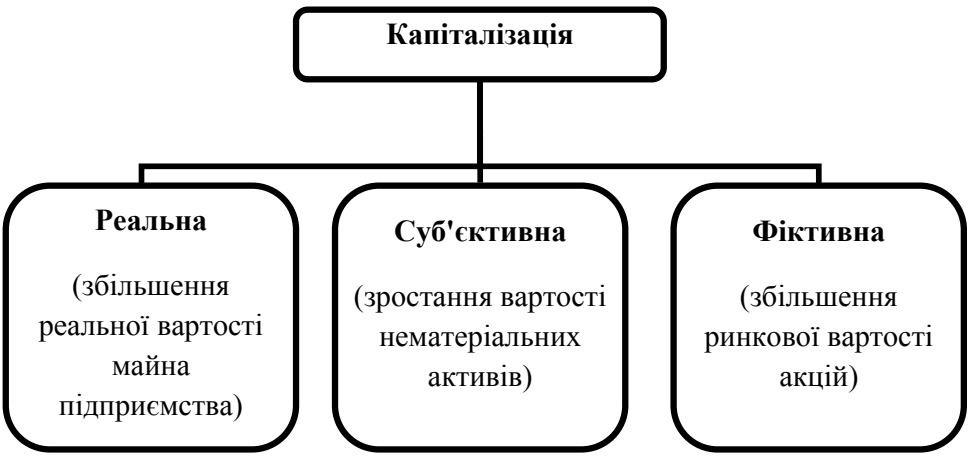 Капіталізація
Реальна
(збільшення
реальної вартості
майна
підприємства)
Суб'єктивна
(зростання вартості
нематеріальних
активів)
Фіктивна
(збільшення
ринкової вартості
акцій)